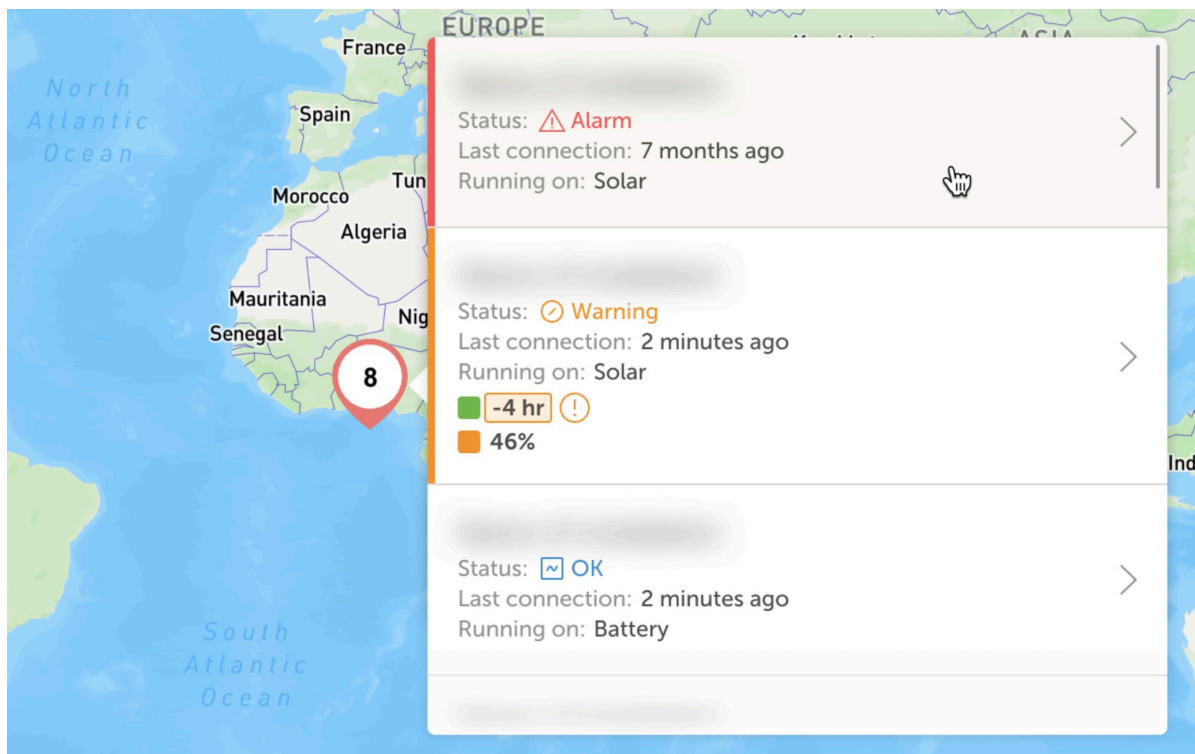 EUROPE
France
North
Atlantic
Ocean
Spain
Morocco
Tun
Algeria
Mauritania
Nig
Senegal
8
South
Atlantic
Ocean
Ind
Status: Alarm
Last connection: 7 months ago
Running on: Solar
Status: Warning
Last connection: 2 minutes ago
Running on: Solar
-4 hr
46%
Status: OK
Last connection: 2 minutes ago
Running on: Battery